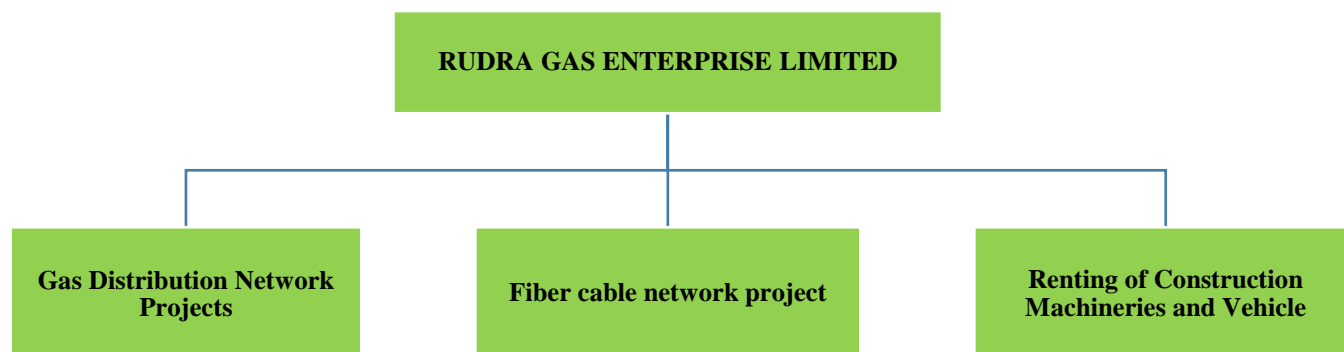 RUDRA GAS ENTERPRISE LIMITED
Gas Distribution Network
Projects
Fiber cable network project
Renting of Construction
Machineries and Vehicle